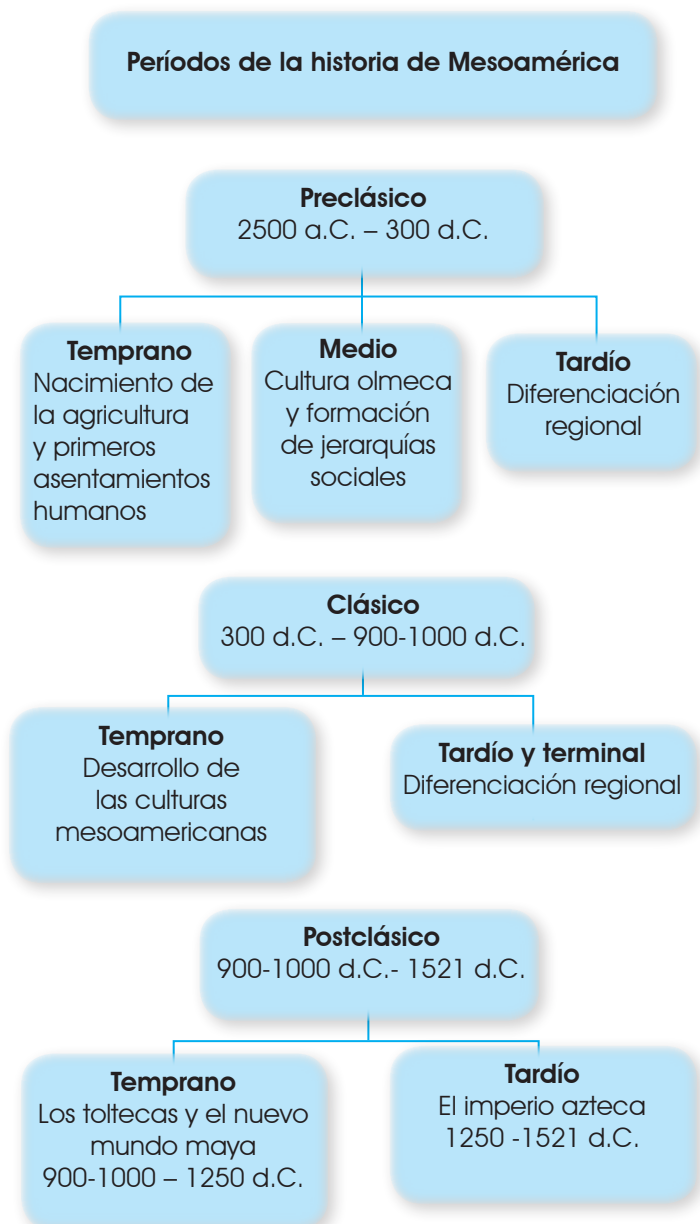 Períodos de la historia de Mesoamérica
Preclásico
2500 a.C. – 300 d.C.
Temprano
Nacimiento de
la agricultura
y primeros
asentamientos
humanos
Medio
Cultura olmeca
y formación
de jerarquías
sociales
Tardío
Diferenciación
regional
Clásico
300 d.C. – 900-1000 d.C.
Temprano
Desarrollo de
las culturas
mesoamericanas
Tardío y terminal
Diferenciación regional
Postclásico
900-1000 d.C.- 1521 d.C.
Temprano
Los toltecas y el nuevo
mundo maya
900-1000 – 1250 d.C.
Tardío
El imperio azteca
1250 -1521 d.C.